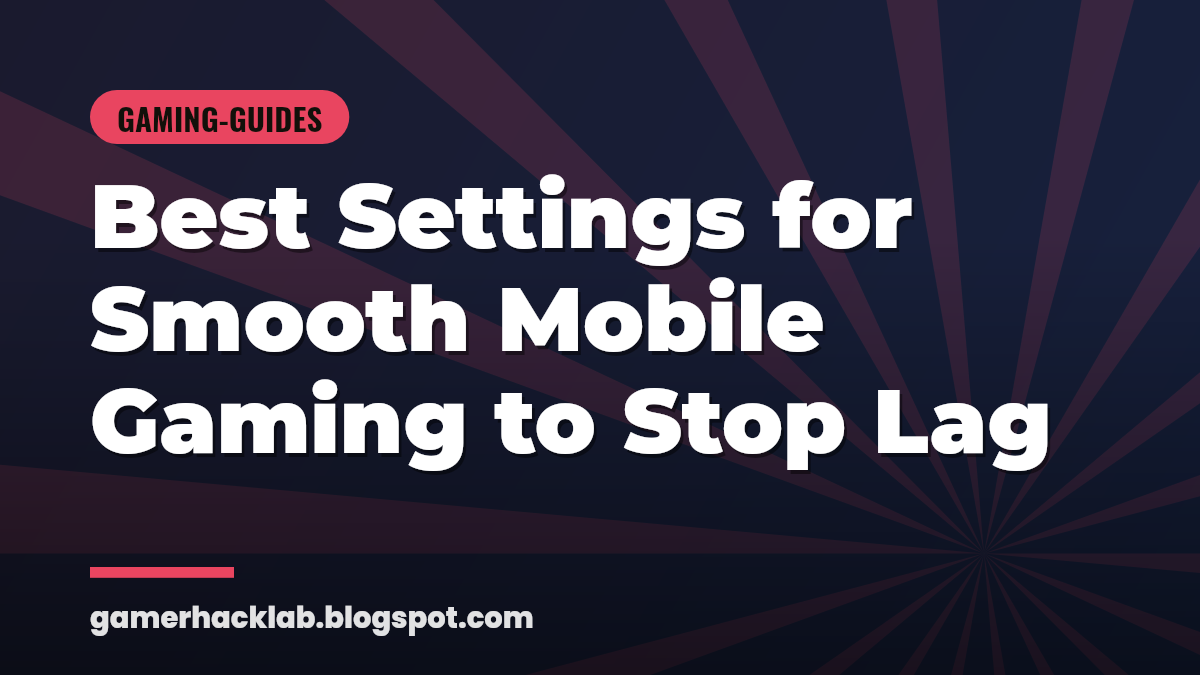 GAMING-GUIDES
Best Settings for
Smooth Mobile
Gaming to Stop Lag
gamerhacklab.blogspot.com